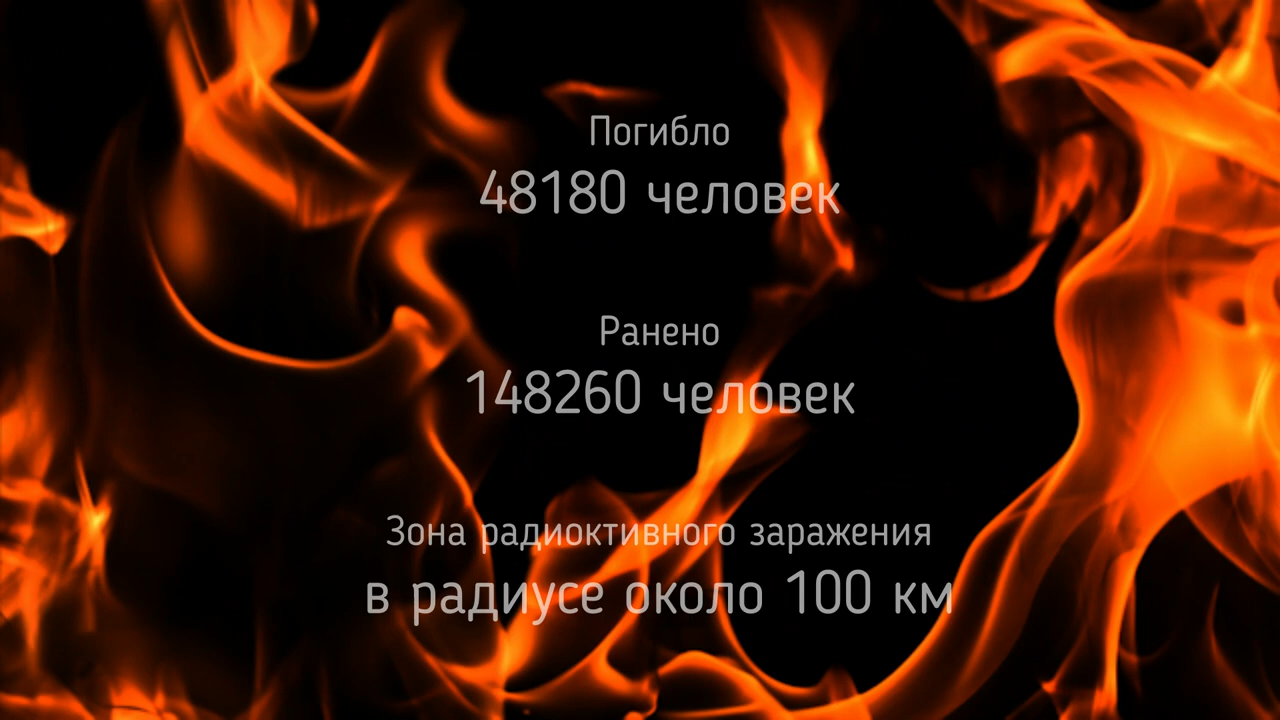 Погибло
48180 человек
Ранено
148260 человек
Зона радиоктивного заражения
в радиусе около 100 км